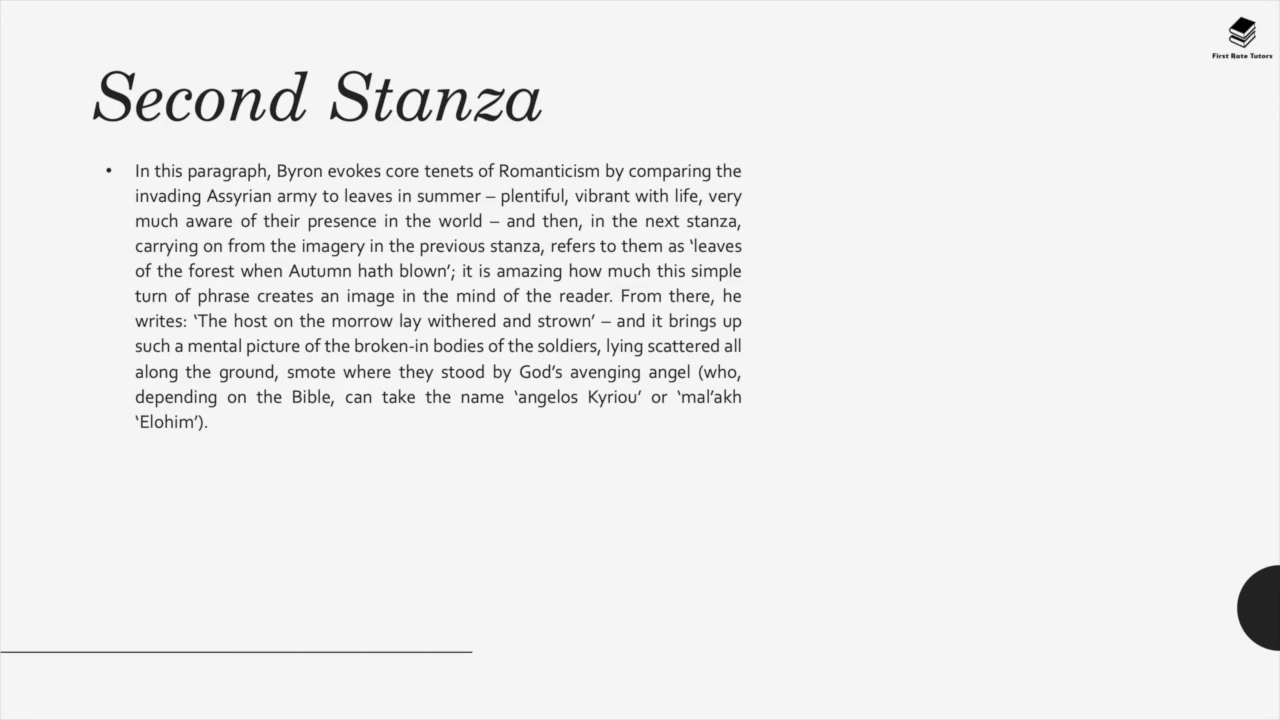 First Rate Tutors
Second Stanza
• In this paragraph, Byron evokes core tenets of Romanticism by comparing the
invading Assyrian army to leaves in summer – plentiful, vibrant with life, very
much aware of their presence in the world – and then, in the next stanza,
carrying on from the imagery in the previous stanza, refers to them as ‘leaves
of the forest when Autumn hath blown’; it is amazing how much this simple
turn of phrase creates an image in the mind of the reader. From there, he
writes: ‘The host on the morrow lay withered and strown’ – and it brings up
such a mental picture of the broken-in bodies of the soldiers, lying scattered all
along the ground, smote where they stood by God’s avenging angel (who,
depending on the Bible, can take the name ‘angelos Kyriou’ or ‘mal’akh
‘Elohim’).